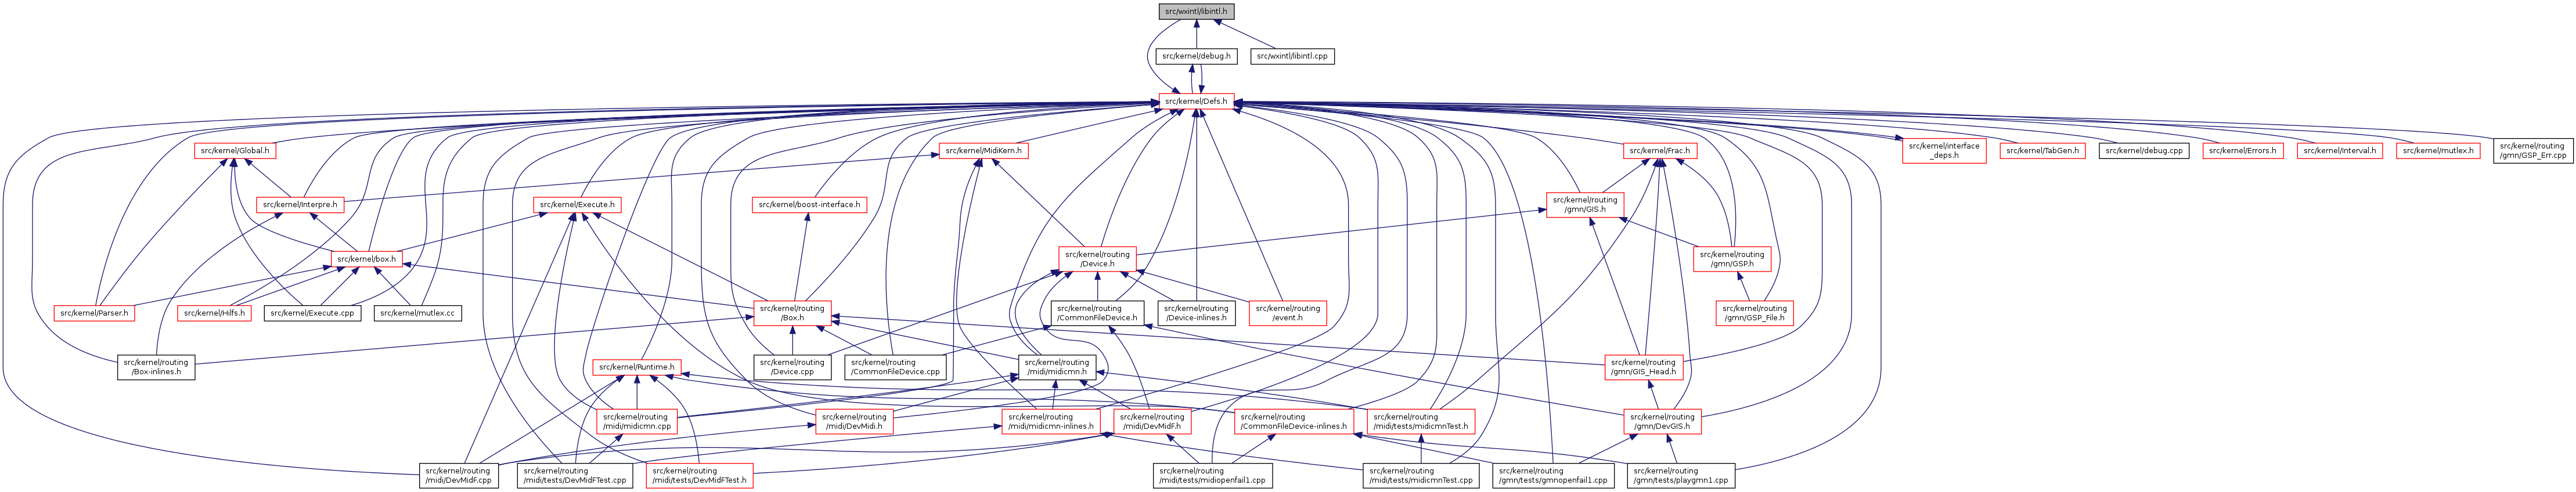 src/wxintl/libintl.h
src/kernel/debug.h
src/wxintl/libintl.cpp
src/kernel/Defs.h
src/kernel/Global.h
src/kernel/MidiKern.h
src/kernel/Frac.h
src/kernel/interface
_deps.h
src/kernel/TabGen.h
src/kernel/debug.cpp
src/kernel/Errors.h
src/kernel/Interval.h
src/kernel/mutlex.h
src/kernel/routing
/gmn/GSP_Err.cpp
src/kernel/Interpre.h
src/kernel/Execute.h
src/kernel/boost-interface.h
src/kernel/routing
/gmn/GIS.h
src/kernel/box.h
src/kernel/routing
/Device.h
src/kernel/routing
/gmn/GSP.h
src/kernel/Parser.h
src/kernel/Hilfs.h
src/kernel/Execute.cpp
src/kernel/mutlex.cc
src/kernel/routing
/Box.h
src/kernel/routing
/CommonFileDevice.h
src/kernel/routing
/Device-inlines.h
src/kernel/routing
/event.h
src/kernel/routing
/gmn/GSP_File.h
src/kernel/routing
/Box-inlines.h
src/kernel/Runtime.h
src/kernel/routing
/Device.cpp
src/kernel/routing
/CommonFileDevice.cpp
src/kernel/routing
/midi/midicmn.h
src/kernel/routing
/gmn/GIS_Head.h
src/kernel/routing
/midi/midicmn.cpp
src/kernel/routing
/midi/DevMidi.h
src/kernel/routing
/midi/midicmn-inlines.h
src/kernel/routing
/midi/DevMidF.h
src/kernel/routing
/CommonFileDevice-inlines.h
src/kernel/routing
/midi/tests/midicmnTest.h
src/kernel/routing
/gmn/DevGIS.h
src/kernel/routing
/midi/DevMidF.cpp
src/kernel/routing
/midi/tests/DevMidFTest.cpp
src/kernel/routing
/midi/tests/DevMidFTest.h
src/kernel/routing
/midi/tests/midiopenfail1.cpp
src/kernel/routing
/midi/tests/midicmnTest.cpp
src/kernel/routing
/gmn/tests/gmnopenfail1.cpp
src/kernel/routing
/gmn/tests/playgmn1.cpp